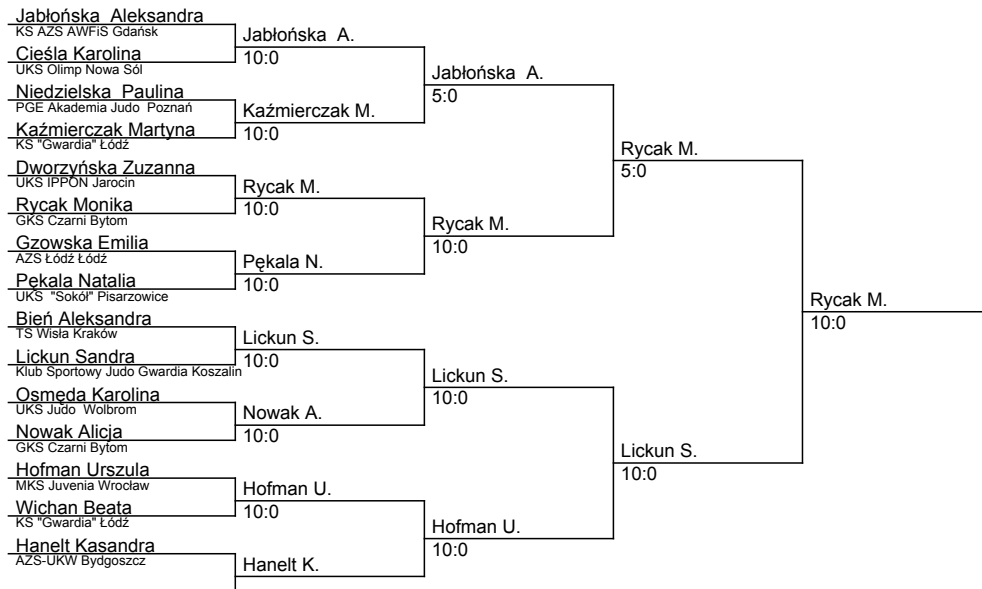 Jabłońska  Aleksandra
KS AZS AWFiS Gdańsk
Cieśla Karolina
UKS Olimp Nowa Sól
Niedzielska  Paulina
PGE Akademia Judo  Poznań
Kaźmierczak Martyna
KS "Gwardia" Łódź
Dworzyńska Zuzanna
UKS IPPON Jarocin
Rycak Monika
GKS Czarni Bytom
Gzowska Emilia
AZS Łódź Łódź
Pękala Natalia
UKS  "Sokół" Pisarzowice
Bień Aleksandra
TS Wisła Kraków
Lickun Sandra
Klub Sportowy Judo Gwardia Koszalin
Osmęda Karolina
UKS Judo  Wolbrom
Nowak Alicja
GKS Czarni Bytom
Hofman Urszula
MKS Juvenia Wrocław
Wichan Beata
KS "Gwardia" Łódź
Hanelt Kasandra
AZS-UKW Bydgoszcz
Jabłońska  A.
10:0
Kaźmierczak M.
10:0
Rycak M.
10:0
Pękala N.
10:0
Lickun S.
10:0
Nowak A.
10:0
Hofman U.
10:0
Hanelt K.
Jabłońska  A.
5:0
Rycak M.
10:0
Lickun S.
10:0
Hofman U.
10:0
Rycak M.
5:0
Lickun S.
10:0
Rycak M.
10:0